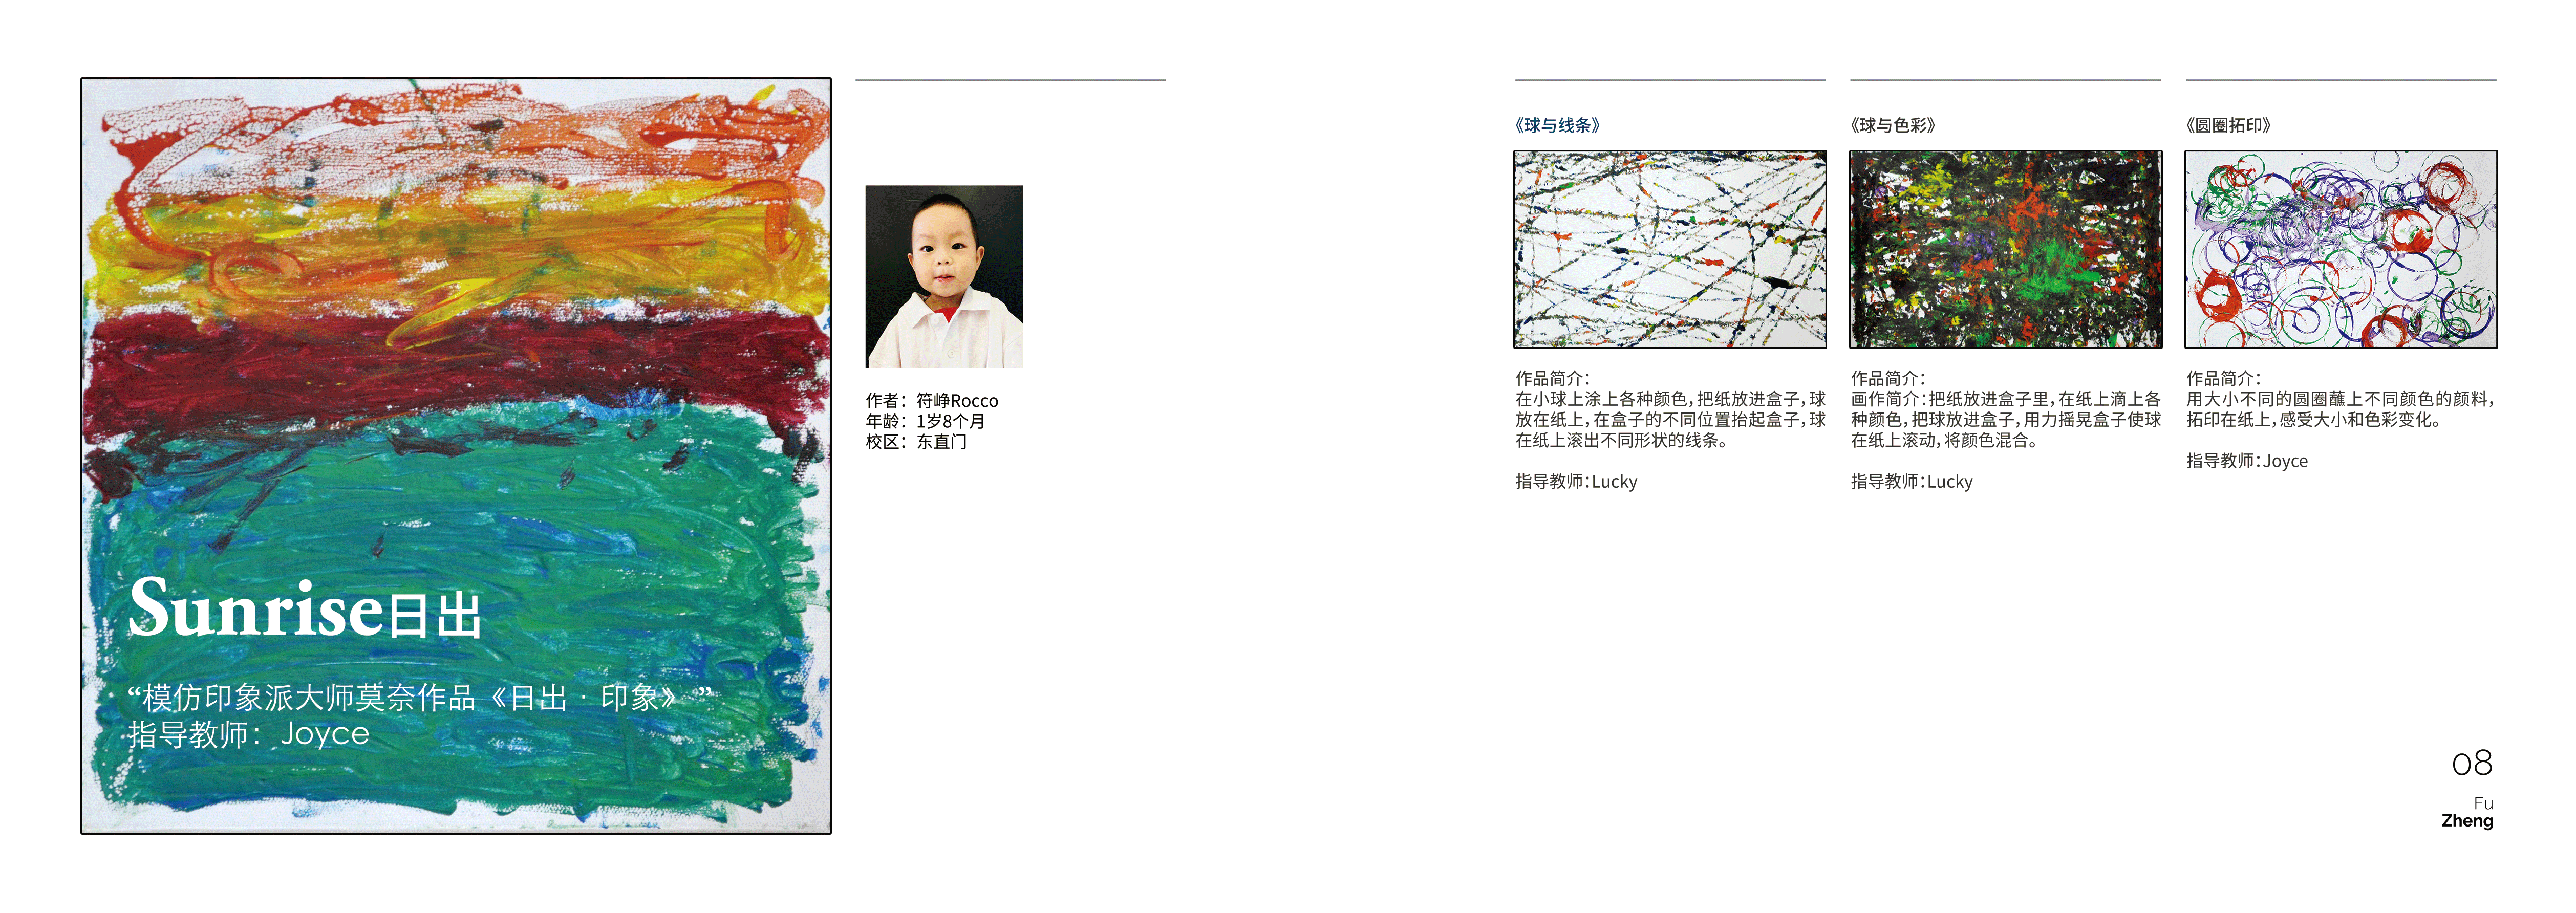 Sunrise日出
“模仿印象派大师莫奈作品《日出·印象》”
指导教师：Joyce
作者：符峥Rocco
年龄：1岁8个月
校区：东直门
《球与线条》
作品简介：
在小球上涂上各种颜色，把纸放进盒子，球
放在纸上，在盒子的不同位置抬起盒子，球
在纸上滚出不同形状的线条。
指导教师：Lucky
《球与色彩》
作品简介：
画作简介：把纸放进盒子里，在纸上滴上各
种颜色，把球放进盒子，用力摇晃盒子使球
在纸上滚动，将颜色混合。
指导教师：Lucky
《圆圈拓印》
作品简介：
用大小不同的圆圈蘸上不同颜色的颜料，
拓印在纸上，感受大小和色彩变化。
指导教师：Joyce
08
Fu
Zheng